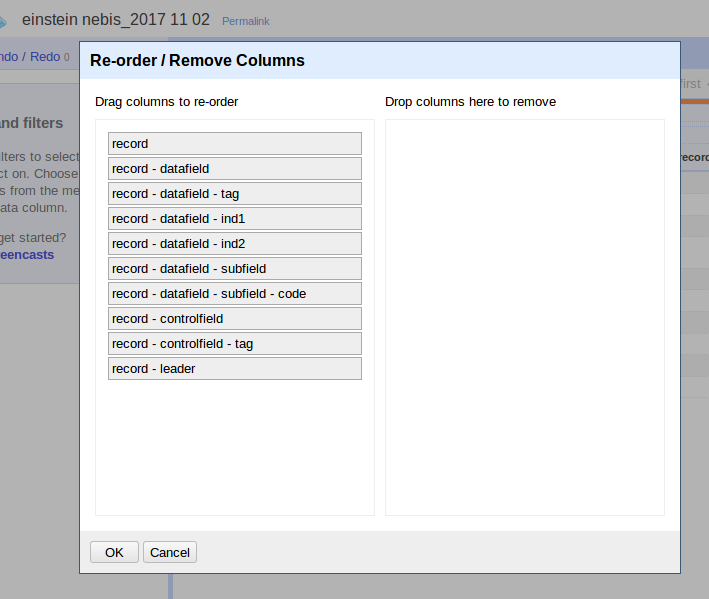 einstein nebis_2017 11 02 Permalink
ndo / Redo 0
Re-order / Remove Columns
Drag columns to re-order
Drop columns here to remove
record
record - datafield
record - datafield - tag
record - datafield - ind1
record - datafield - ind2
record - datafield - subfield
record - datafield - subfield - code
record - controlfield
record - controlfield - tag
record - leader
OK
Cancel
nd filters
lters to select
ct on. Choose
s from the me
ata column.
get started?
eencasts
first
record